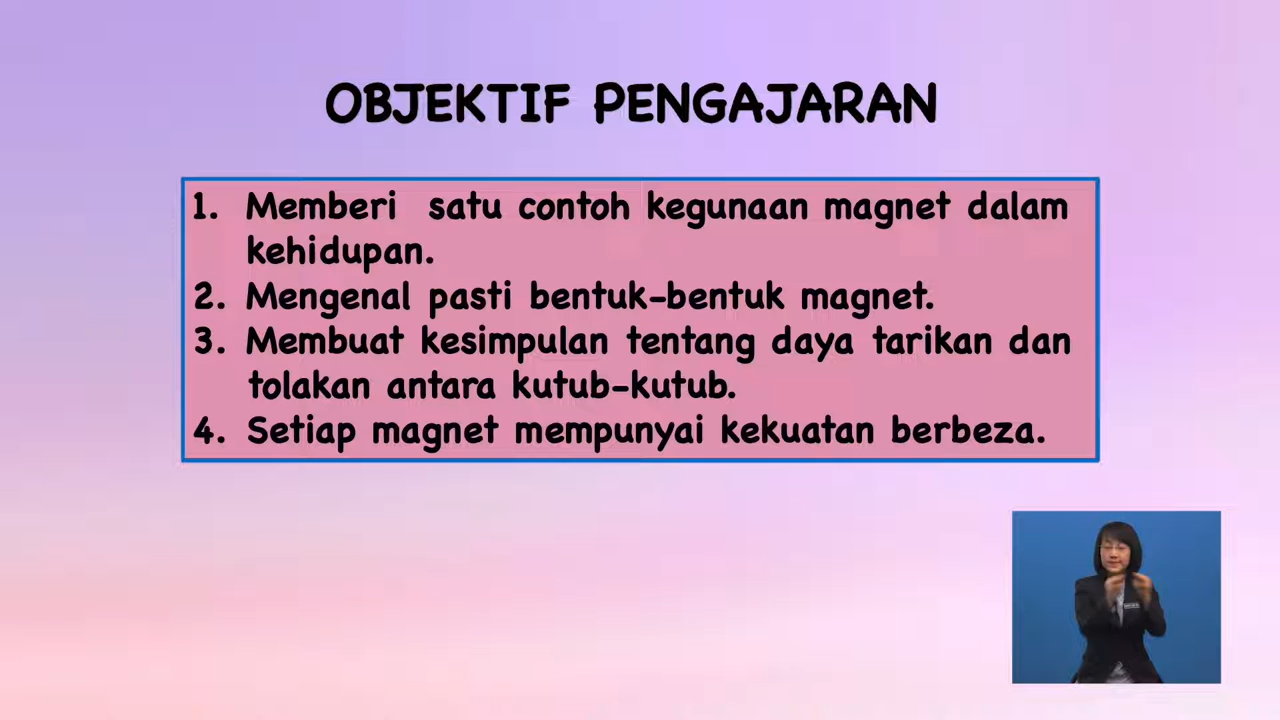 OBJEKTIF PENGAJARAN
1. Memberi satu contoh kegunaan magnet dalam
kehidupan.
2. Mengenal pasti bentuk-bentuk magnet.
3. Membuat kesimpulan tentang daya tarikan dan
tolakan antara kutub-kutub.
4. Setiap magnet mempunyai kekuatan berbeza.